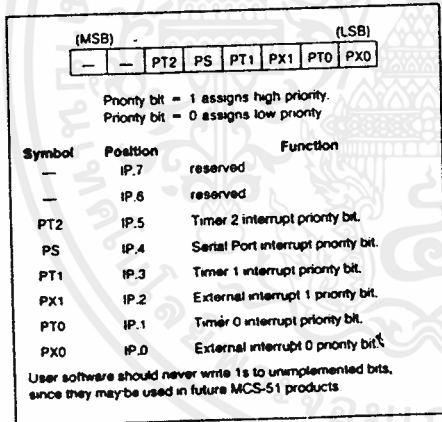 (MSB) (LSB)
— — PT2 PS PT1 PX1 PT0 PX0
Priority bit = 1 assigns high priority.
Priority bit = 0 assigns low priority
Symbol Position Function
— IP.7 reserved
— IP.6 reserved
PT2 IP.5 Timer 2 interrupt priority bit.
PS IP.4 Serial Port interrupt priority bit.
PT1 IP.3 Timer 1 interrupt priority bit.
PX1 IP.2 External interrupt 1 priority bit.
PT0 IP.1 Timer 0 interrupt priority bit.
PX0 IP.0 External interrupt 0 priority bit.
User software should never write 1s to unimplemented bits,
since they may be used in future MCS-51 products